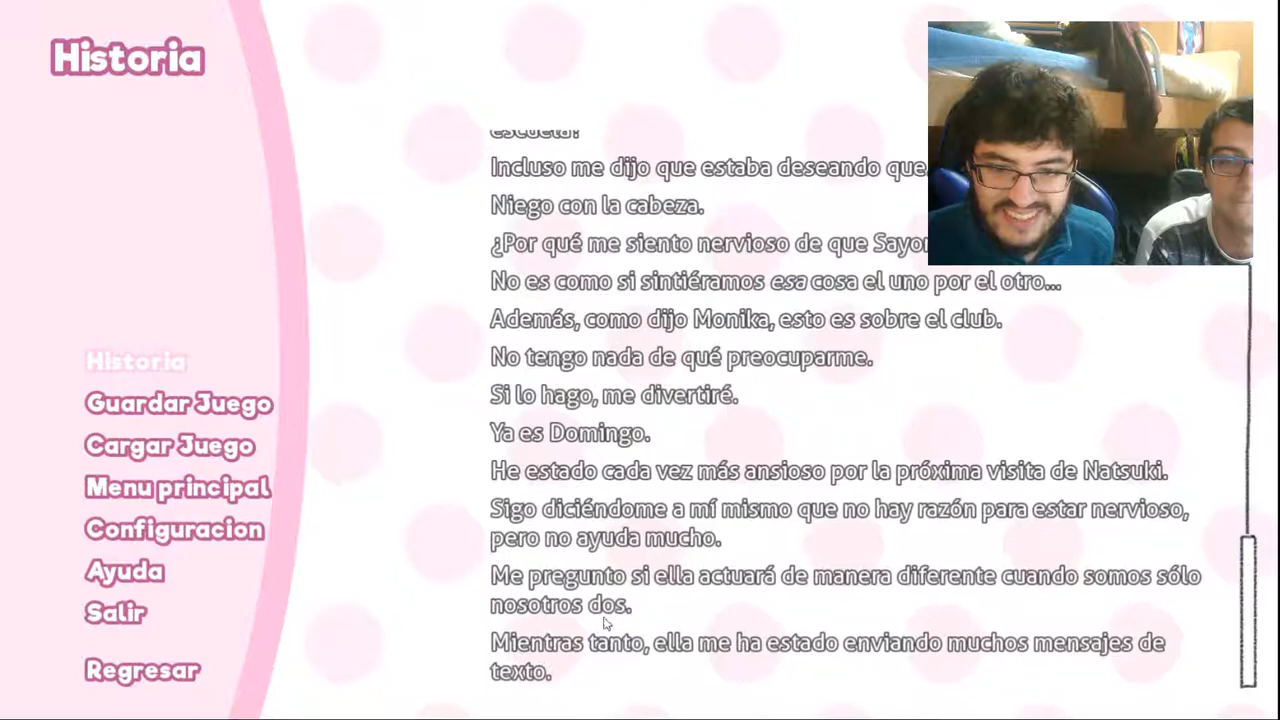 Historia
escuela?
Incluso me dijo que estaba deseando que
Niego con la cabeza.
¿Por qué me siento nervioso de que
No es como si sintiéramos esa cosa el uno por el otro...
Además, como dijo Monika, esto es sobre el club.
No tengo nada de qué preocuparme.
Si lo hago, me divertiré.
Ya es Domingo.
He estado cada vez más ansioso por la próxima visita de Natsuki.
Sigo diciéndome a mí mismo que no hay razón para estar nervioso,
pero no ayuda mucho.
Me pregunto si ella actuará de manera diferente cuando somos sólo
nosotros dos.
Mientras tanto, ella me ha estado enviando muchos mensajes de
texto.
Historia
Guardar Juego
Cargar Juego
Menu principal
Configuracion
Ayuda
Salir
Regresar